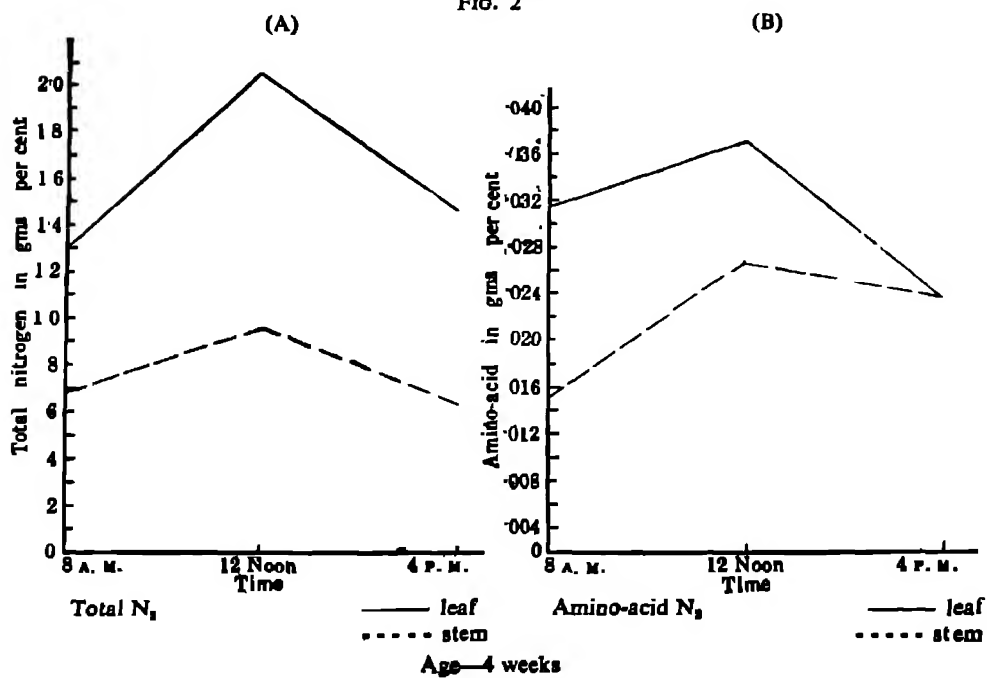 FIG. 2
(A)
Total nitrogen in gms per cent
2·0
1 8
1 6
1·4
1 2
1 0
8
6
4
2
0
8 A. M.
12 Noon
4 P. M.
Time
Total N₂
leaf
stem
(B)
Amino-acid in gms per cent
·040
·036
·032
·028
·024
·020
016
·012
·008
·004
0
8 A. M.
12 Noon
4 P. M.
Time
Amino-acid N₂
leaf
stem
Age—4 weeks